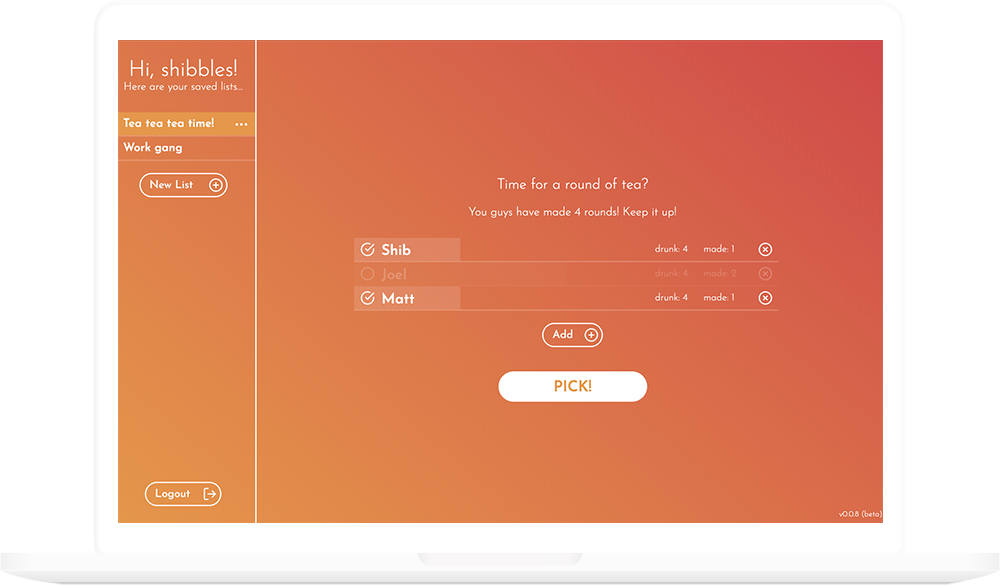 Hi, shibbles!
Here are your saved lists...
Tea tea tea time!
Work gang
New List
Time for a round of tea?
You guys have made 4 rounds! Keep it up!
Shib drunk: 4 made: 1
Joel drunk: 4 made: 2
Matt drunk: 4 made: 1
Add
PICK!
Logout
v0.0.8 (beta)